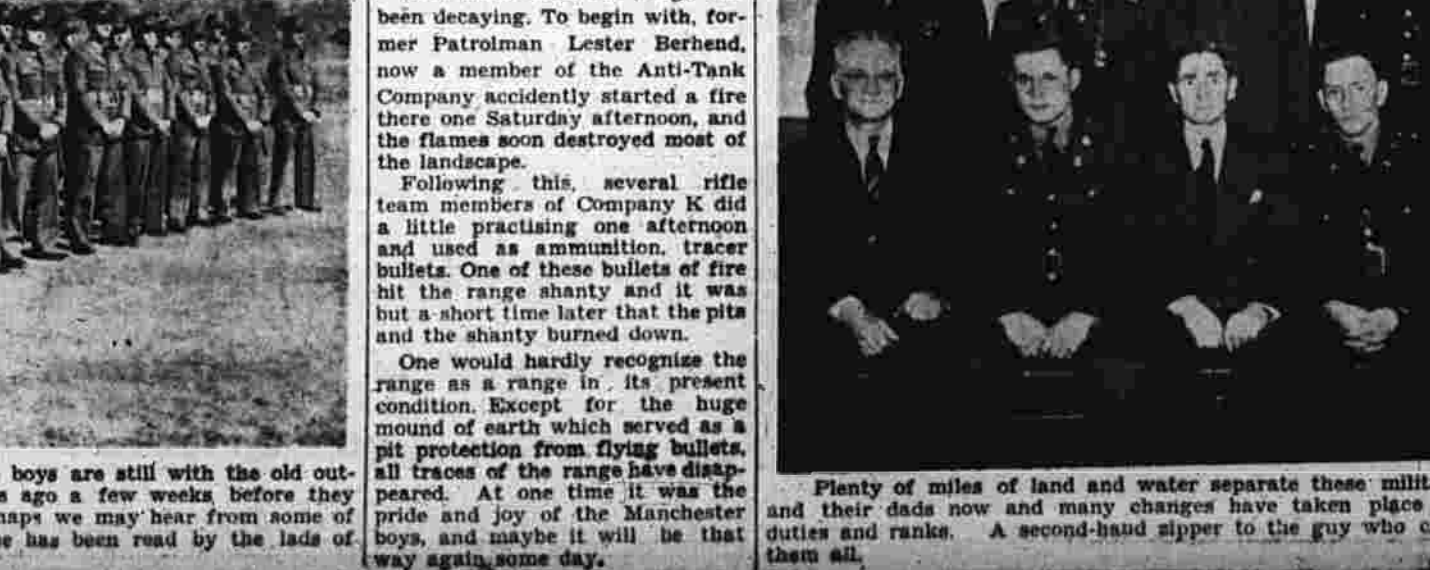 been decaying. To begin with, for-
mer Patrolman Lester Berhend,
now a member of the Anti-Tank
Company accidently started a fire
there one Saturday afternoon, and
the flames soon destroyed most of
the landscape.
Following this, several rifle
team members of Company K did
a little practising one afternoon
and used as ammunition, tracer
bullets. One of these bullets of fire
hit the range shanty and it was
but a short time later that the pits
and the shanty burned down.
One would hardly recognize the
range as a range in its present
condition. Except for the huge
mound of earth which served as a
pit protection from flying bullets,
all traces of the range have disap-
peared. At one time it was the
pride and joy of the Manchester
boys, and maybe it will be that
way again some day.
boys are still with the old out-
s ago a few weeks before they
haps we may hear from some of
e has been read by the lads of
Plenty of miles of land and water separate these milit
and their dads now and many changes have taken place
duties and ranks. A second-hand zipper to the guy who c
them all.